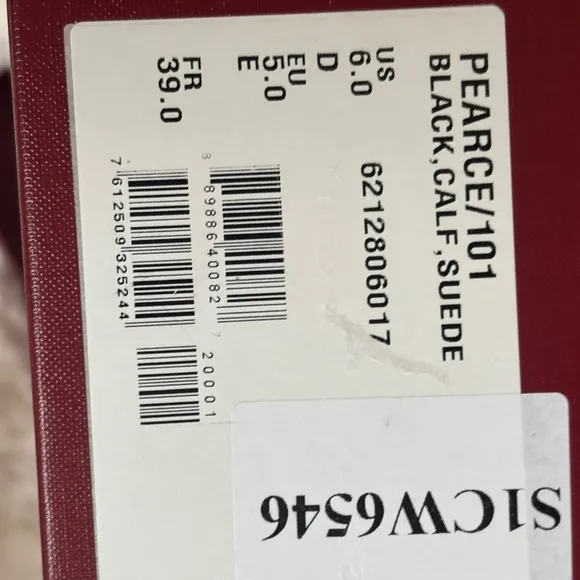 PEARCE/101
BLACK,CALF,SUEDE
US
6.0
D
6212806017
EU
5.0
E
FR
39.0
8 89886 40082 7
20001
7 612509 325244
S1CW6546